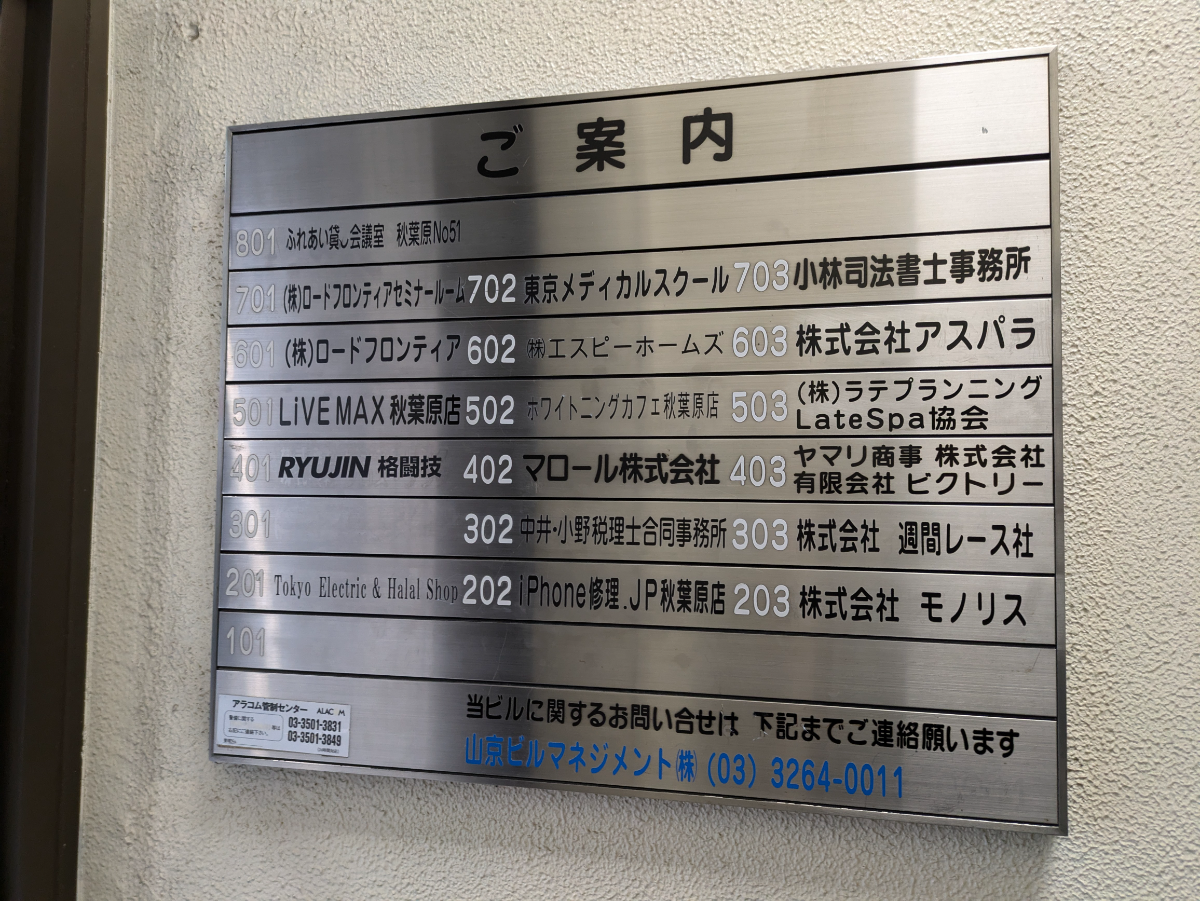 ご案内
801 ふれあい貸し会議室 秋葉原No51
701 (株)ロードフロンティアセミナールーム 702 東京メディカルスクール 703 小林司法書士事務所
601 (株)ロードフロンティア 602 ㈱エスピーホームズ 603 株式会社アスパラ
501 LiVE MAX 秋葉原店 502 ホワイトニングカフェ秋葉原店 503 (株)ラテプランニング
LateSpa協会
401 RYUJIN 格闘技 402 マロール株式会社 403 ヤマリ商事 株式会社
有限会社 ビクトリー
301 302 中井・小野税理士合同事務所 303 株式会社 週間レース社
201 Tokyo Electric & Halal Shop 202 iPhone修理.JP秋葉原店 203 株式会社 モノリス
101
アラコム管制センター ALACOM
03-3501-3831
03-3501-3849
当ビルに関するお問い合せは 下記までご連絡願います
山京ビルマネジメント㈱ (03) 3264-0011